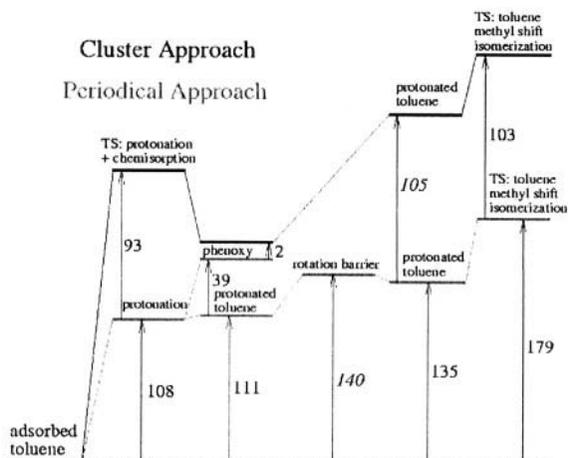 Cluster Approach
Periodical Approach
TS: toluene
methyl shift
isomerization
protonated
toluene
TS: protonation
+ chemisorption
103
105
TS: toluene
methyl shift
isomerization
93
phenoxy
2
39
rotation barrier
protonated
toluene
protonation
protonated
toluene
108
111
140
135
179
adsorbed
toluene